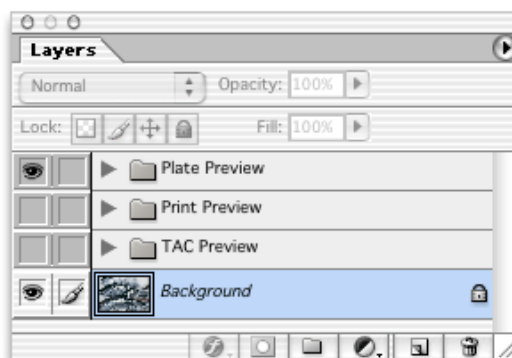 Layers
Normal Opacity: 100%
Lock: Fill: 100%
Plate Preview
Print Preview
TAC Preview
Background